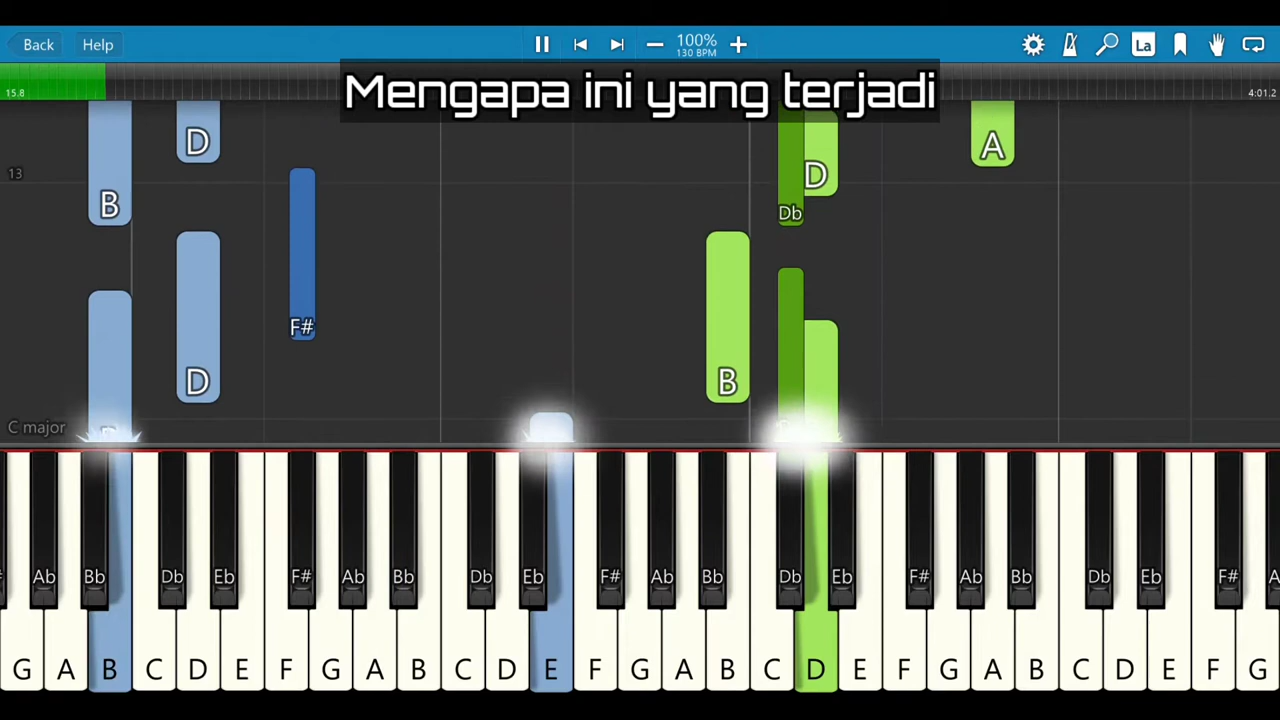 Back Help 100% La
130 BPM
15.8 Mengapa ini yang terjadi 4:01.2
D A
13 D
B Db
F#
D B
C major
Ab Bb Db Eb F# Ab Bb Db Eb F# Ab Bb Db Eb F# Ab Bb Db Eb F#
G A B C D E F G A B C D E F G A B C D E F G A B C D E F G